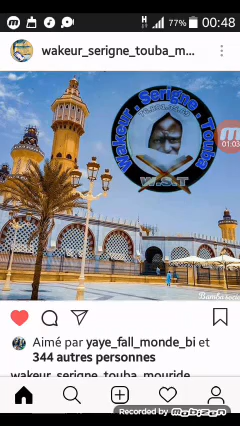 77% 00:48
wakeur_serigne_touba_m...
Wakeur . Serigne . Touba
W.S.T
01:03
Aimé par yaye_fall_monde_bi et
344 autres personnes
wakeur_serigne_touba_mouride
Recorded by MOBIZEN